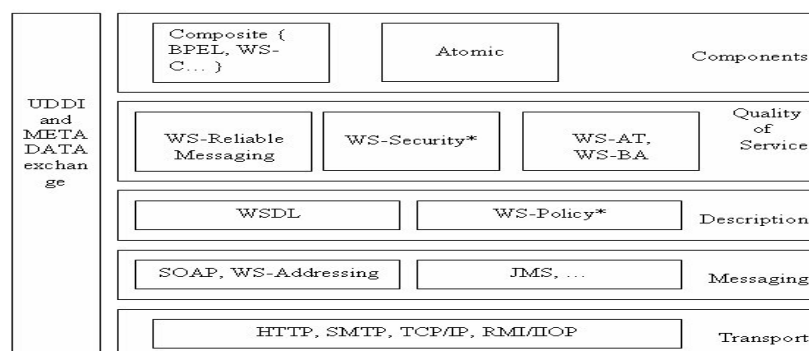 UDDI
and
META
DATA
exchan
ge
Composite {
BPEL, WS-
C... }
Atomic
Components
WS-Reliable
Messaging
WS-Security*
WS-AT,
WS-BA
Quality
of
Service
WSDL
WS-Policy*
Description
SOAP, WS-Addressing
JMS, ...
Messaging
HTTP, SMTP, TCP/IP, RMI/IIOP
Transport